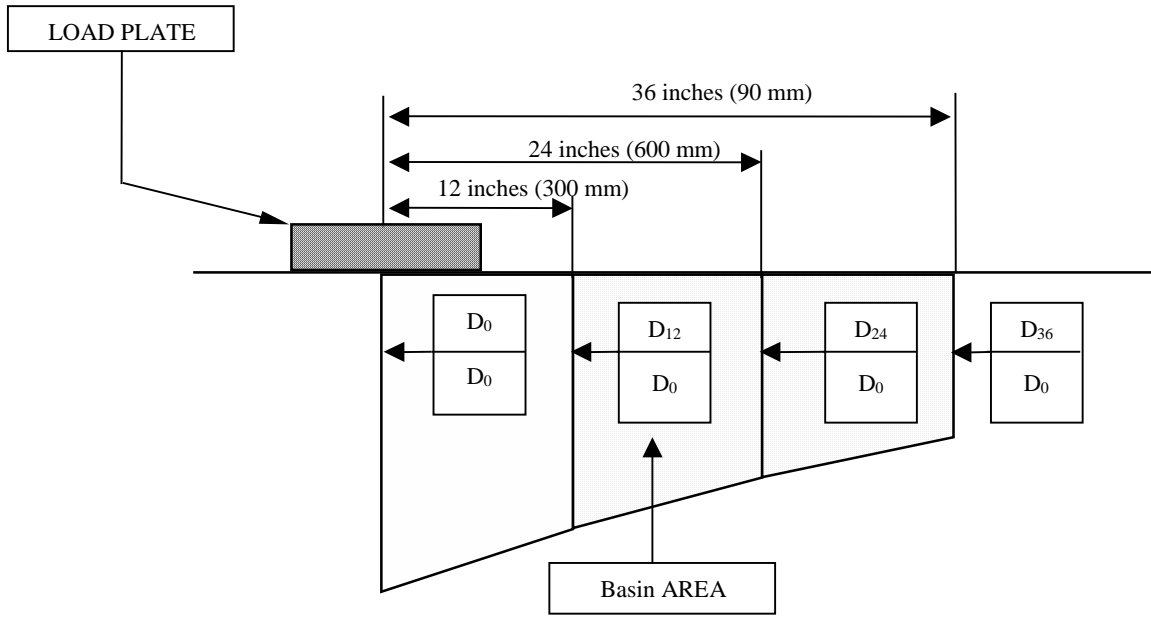 LOAD PLATE
36 inches (90 mm)
24 inches (600 mm)
12 inches (300 mm)
D₀
D₀
D₁₂
D₀
D₂₄
D₀
D₃₆
D₀
Basin AREA